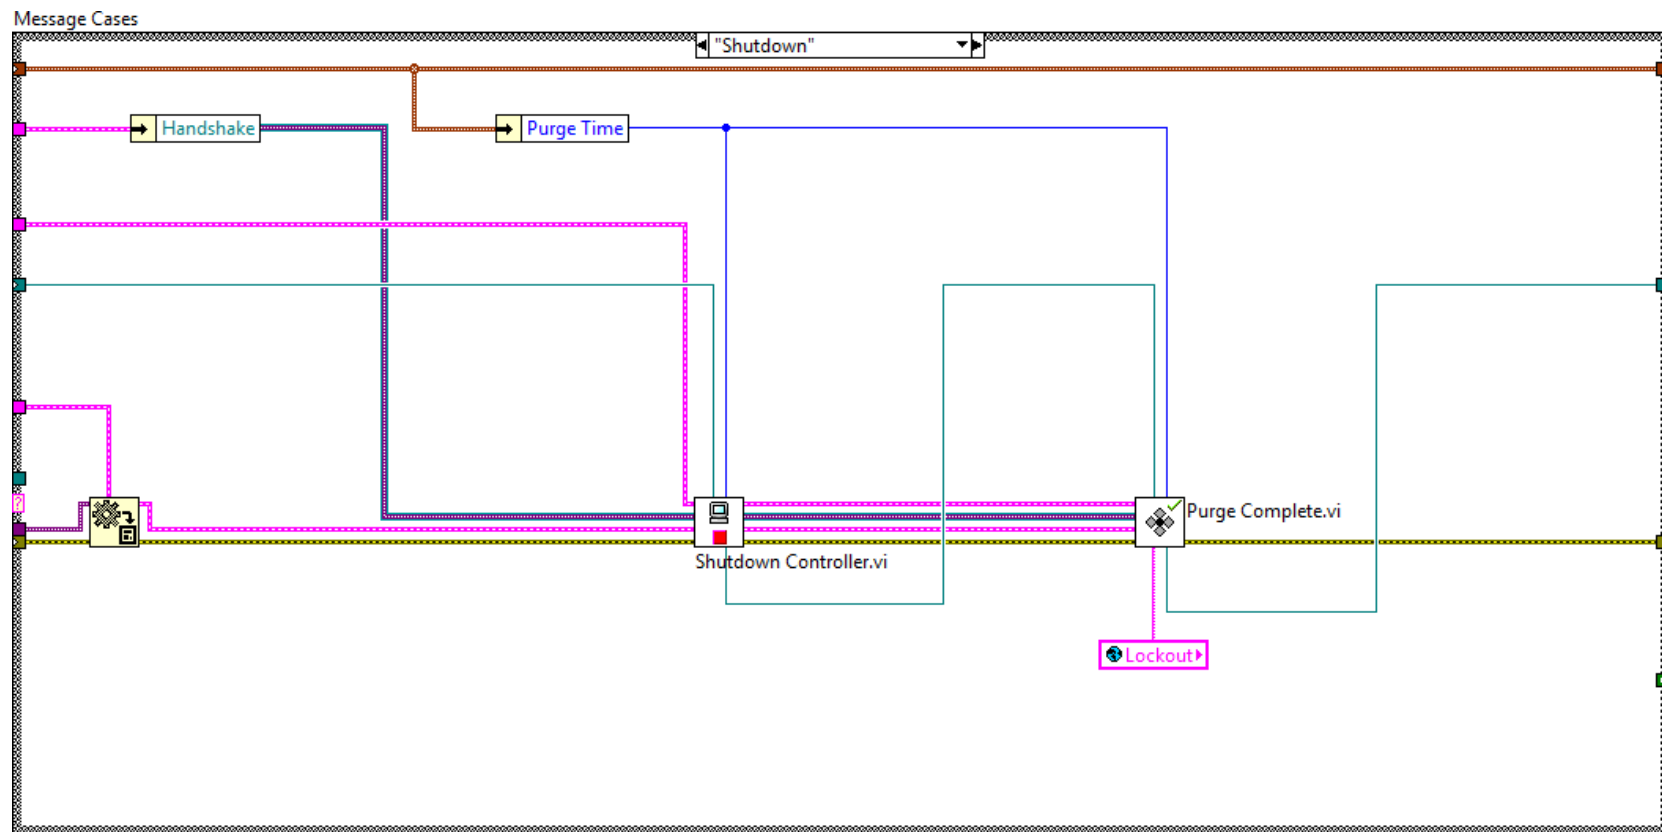 Message Cases
"Shutdown"
Handshake
Purge Time
?
Purge Complete.vi
Shutdown Controller.vi
Lockout